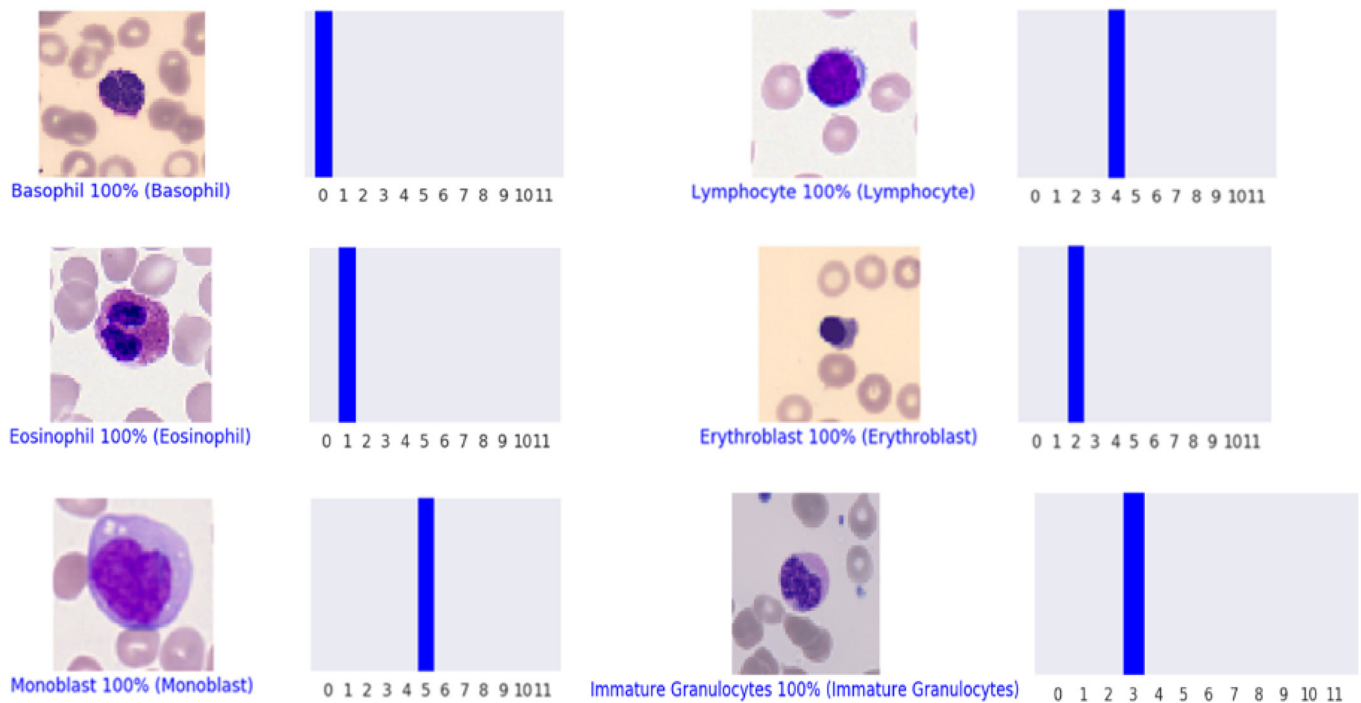 0 1 2 3 4 5 6 7 8 9 10 11
Basophil 100% (Basophil)
0 1 2 3 4 5 6 7 8 9 10 11
Lymphocyte 100% (Lymphocyte)
0 1 2 3 4 5 6 7 8 9 10 11
Eosinophil 100% (Eosinophil)
0 1 2 3 4 5 6 7 8 9 10 11
Erythroblast 100% (Erythroblast)
0 1 2 3 4 5 6 7 8 9 10 11
Monoblast 100% (Monoblast)
0 1 2 3 4 5 6 7 8 9 10 11
Immature Granulocytes 100% (Immature Granulocytes)